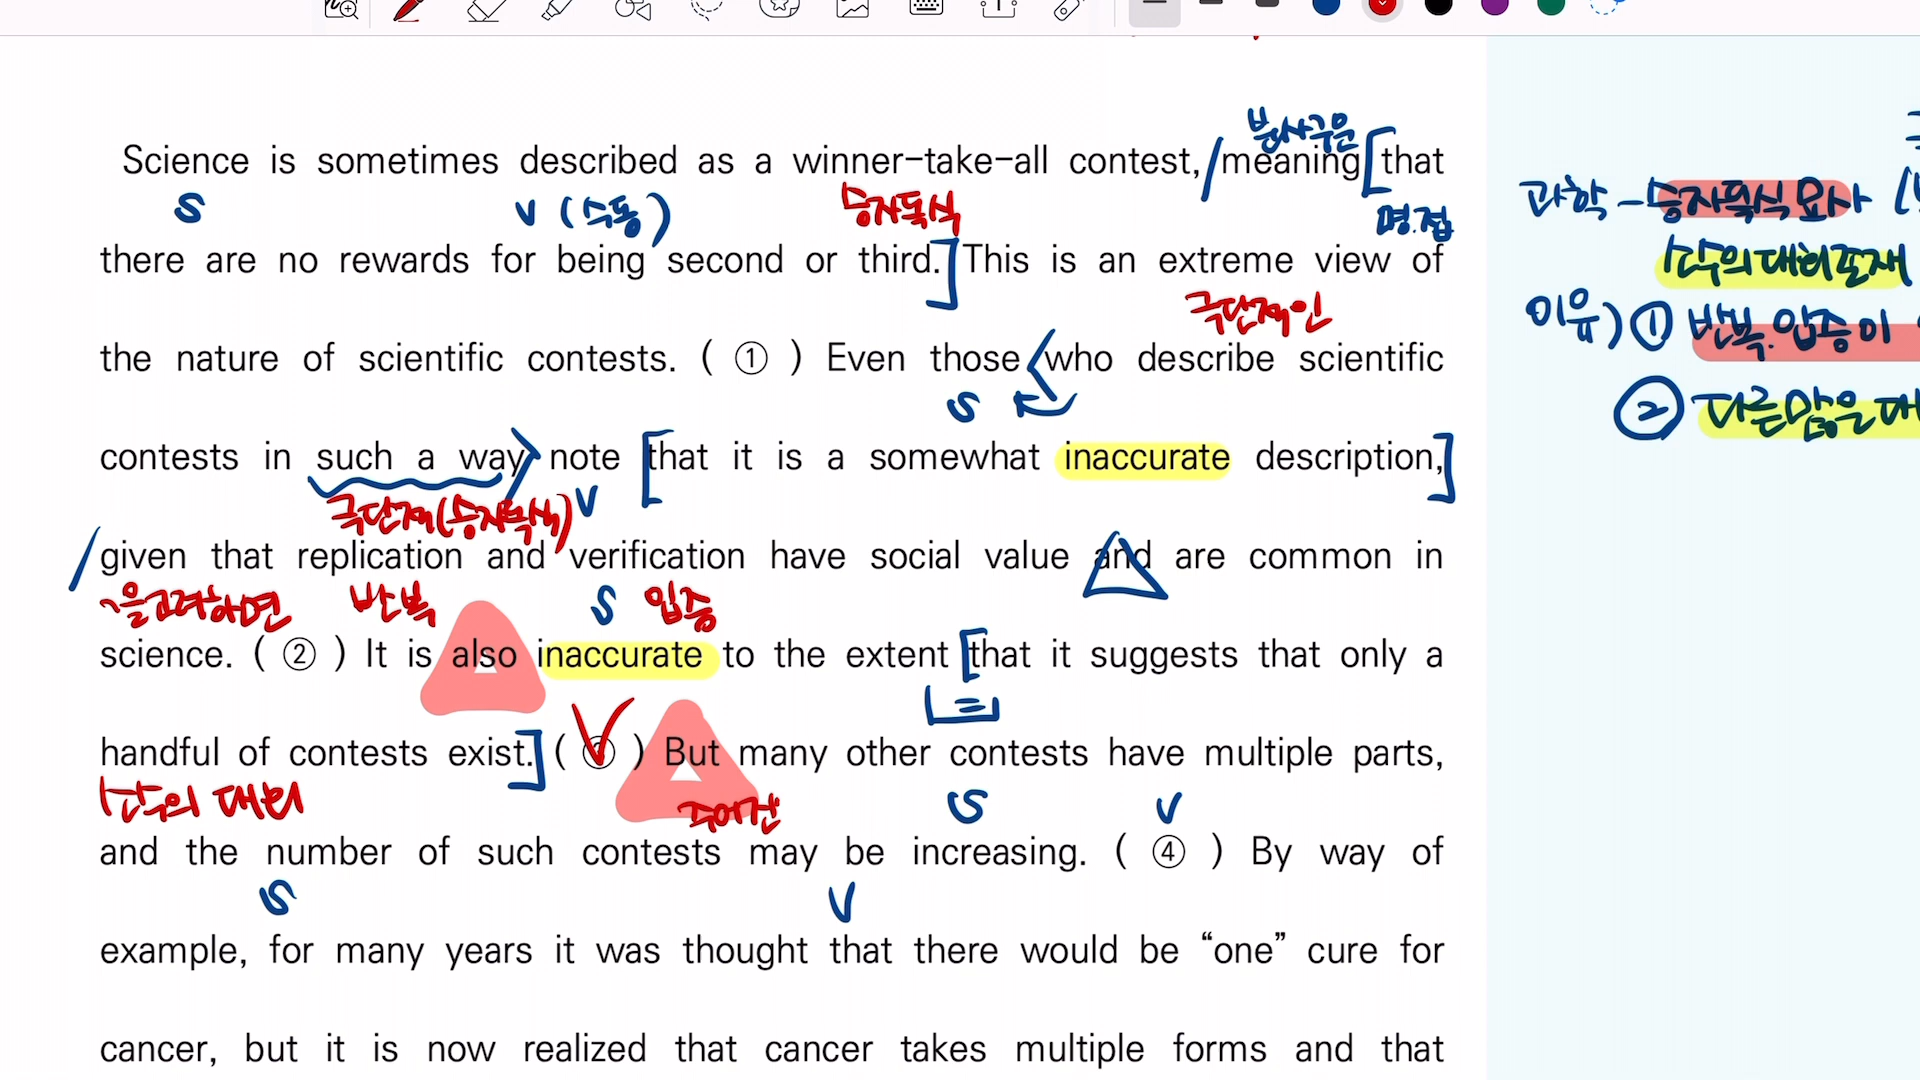 분사구문
Science is sometimes described as a winner-take-all contest, meaning that
S V (수동) 승자독식 명.접
there are no rewards for being second or third. This is an extreme view of
극단적인
the nature of scientific contests. ( ① ) Even those who describe scientific
S
contests in such a way note that it is a somewhat inaccurate description,
극단적(승자독식) V
given that replication and verification have social value and are common in
~을 고려하면 반복 S 입증
science. ( ② ) It is also inaccurate to the extent that it suggests that only a
=
handful of contests exist. ( ③ ) But many other contests have multiple parts,
소수의 대회 주어진 S V
and the number of such contests may be increasing. ( ④ ) By way of
S V
example, for many years it was thought that there would be “one” cure for
cancer, but it is now realized that cancer takes multiple forms and that
과학 - 승자독식 묘사 (
소수의 대회 존재
이유) ① 반복. 입증이
② 다른 많은 대